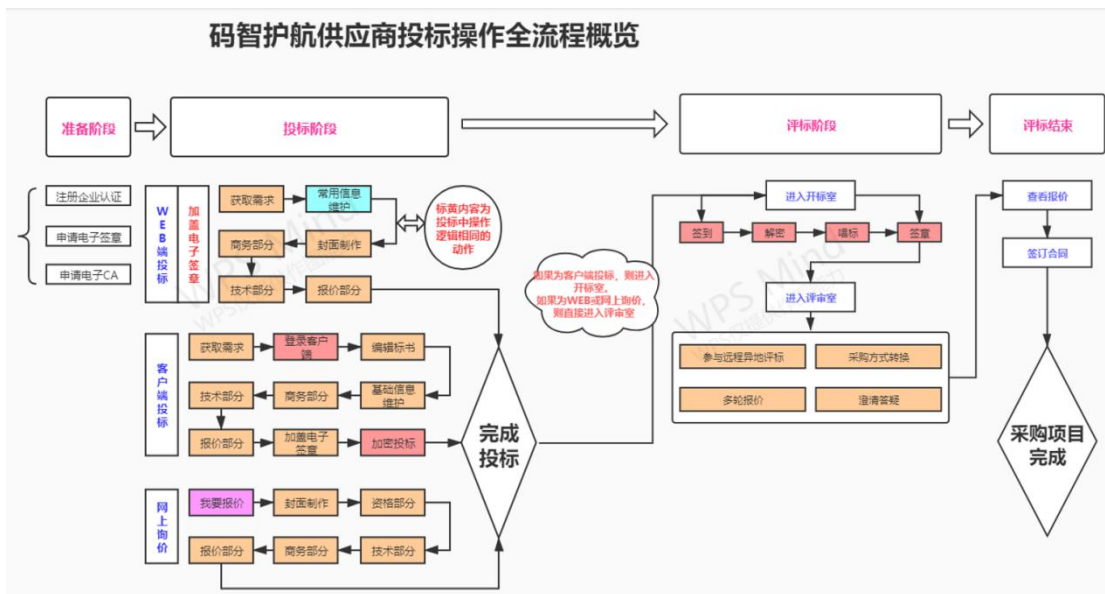 码智护航供应商投标操作全流程概览
准备阶段
投标阶段
评标阶段
评标结束
注册企业认证
申请电子签章
申请电子CA
WEB端投标
加盖电子签章
获取需求
常用信息
维护
商务部分
封面制作
技术部分
报价部分
标黄内容为
投标中操作
逻辑相同的
动作
客户端投标
获取需求
登录客户
端
编辑标书
技术部分
商务部分
基础信息
维护
报价部分
加盖电子
签章
加密投标
网上询价
我要报价
封面制作
资格部分
报价部分
商务部分
技术部分
完成
投标
如果为客户端投标，则进入
开标室。
如果为WEB或网上询价，
则直接进入评审室
进入开标室
签到
解密
唱标
签章
进入评审室
参与远程异地评标
采购方式转换
多轮报价
澄清答疑
查看报价
签订合同
采购项目
完成
WPS Mind
WPS Mind